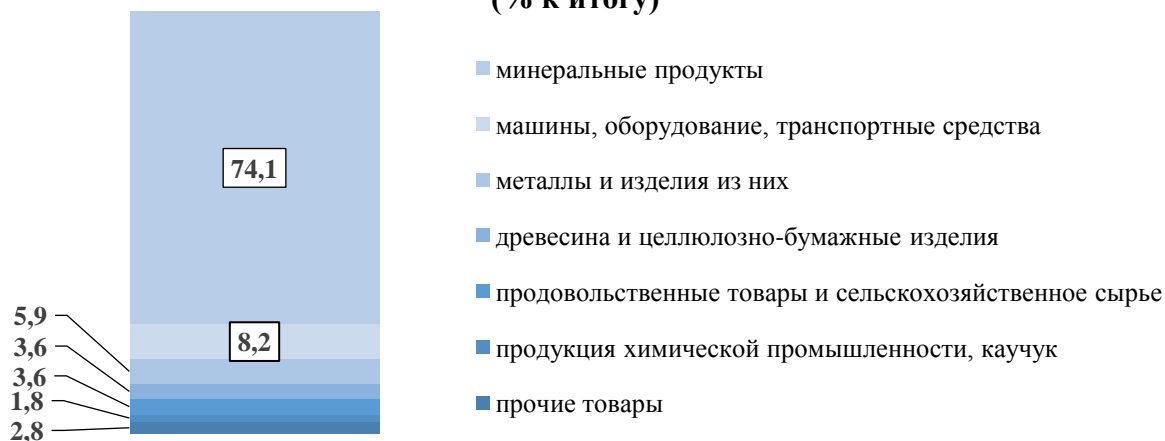 (% к итогу)
минеральные продукты
машины, оборудование, транспортные средства
74,1
металлы и изделия из них
древесина и целлюлозно-бумажные изделия
продовольственные товары и сельскохозяйственное сырье
5,9
8,2
3,6
продукция химической промышленности, каучук
3,6
1,8
прочие товары
2,8